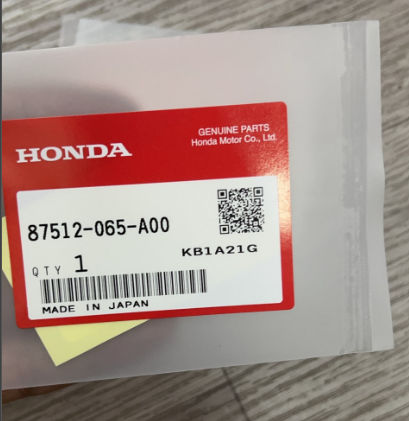 GENUINE PARTS
Honda Motor Co., Ltd.
HONDA
87512-065-A00
KB1A21G
QTY 1
MADE IN JAPAN